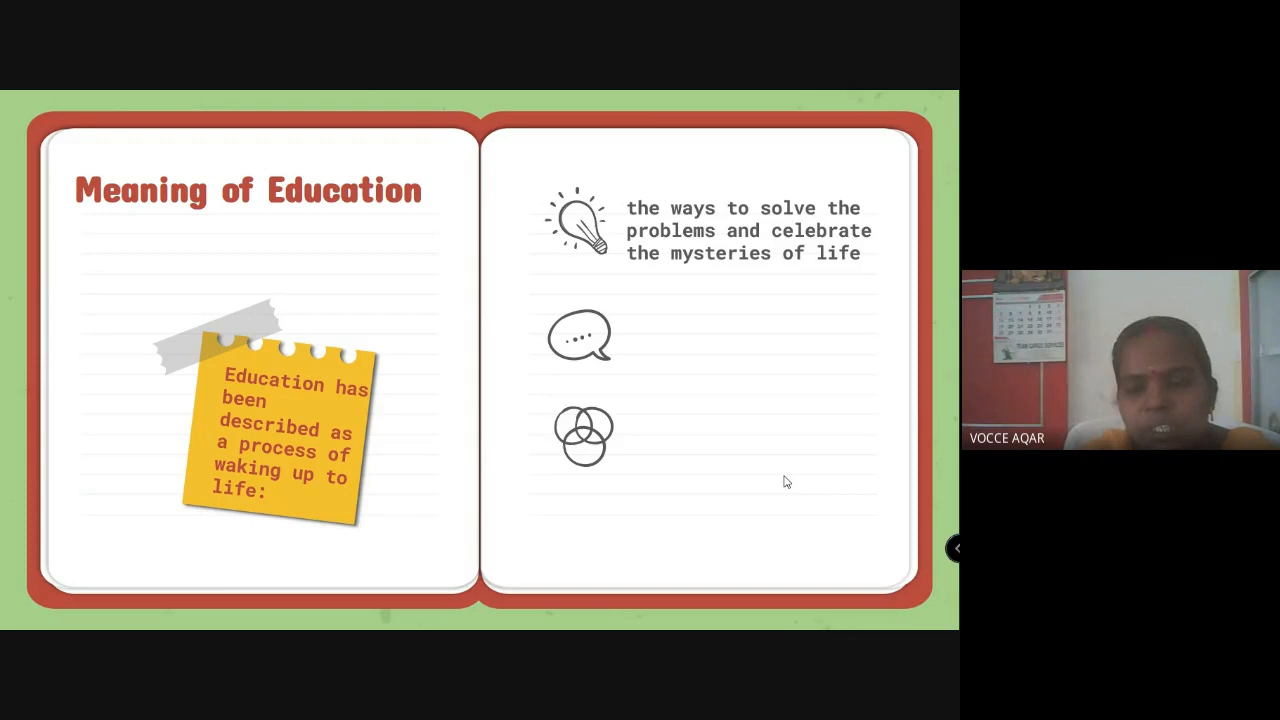 Meaning of Education
Education has
been
described as
a process of
waking up to
life:
the ways to solve the
problems and celebrate
the mysteries of life
VOCCE AQAR